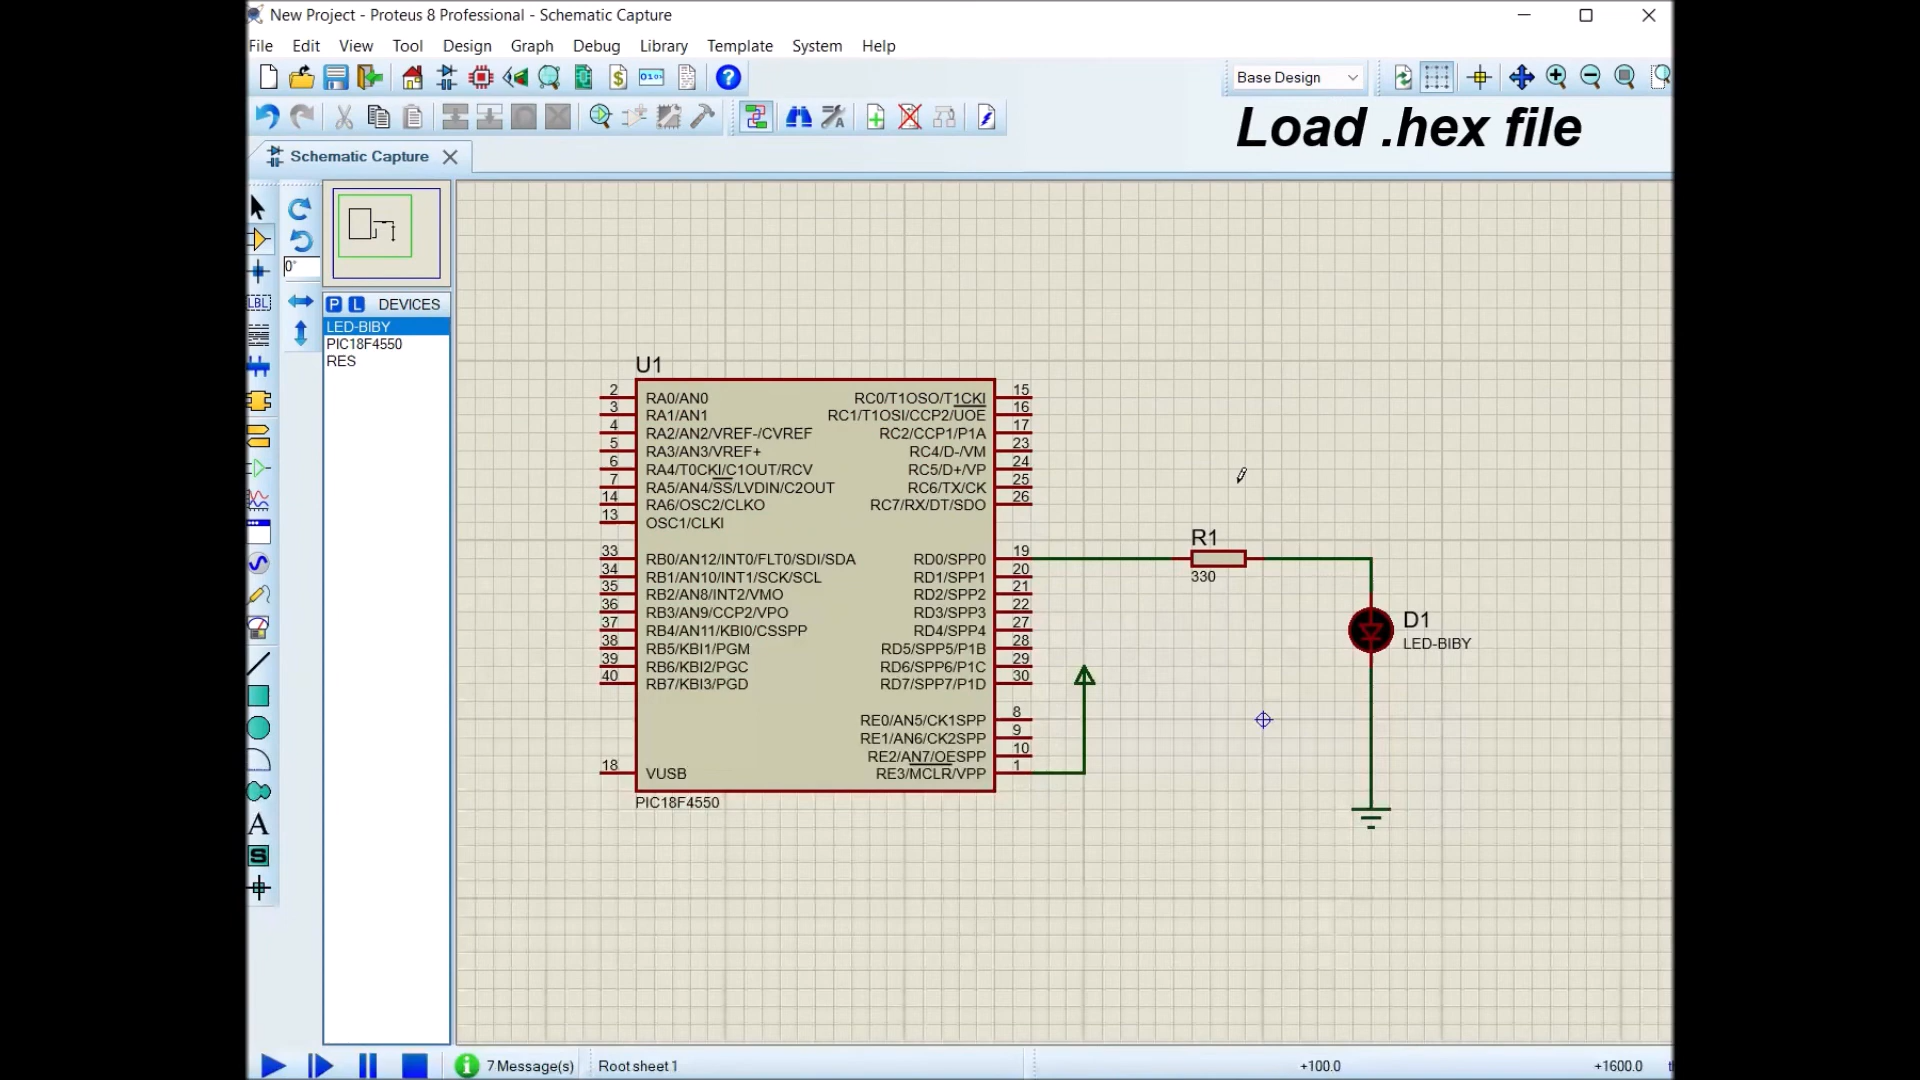 New Project - Proteus 8 Professional - Schematic Capture
File Edit View Tool Design Graph Debug Library Template System Help
Base Design
Load .hex file
Schematic Capture
0°
LBL
P L DEVICES
LED-BIBY
PIC18F4550
RES
U1
2 RA0/AN0 RC0/T1OSO/T1CKI 15
3 RA1/AN1 RC1/T1OSI/CCP2/UOE 16
4 RA2/AN2/VREF-/CVREF RC2/CCP1/P1A 17
5 RA3/AN3/VREF+ RC4/D-/VM 23
6 RA4/T0CKI/C1OUT/RCV RC5/D+/VP 24
7 RA5/AN4/SS/LVDIN/C2OUT RC6/TX/CK 25
14 RA6/OSC2/CLKO RC7/RX/DT/SDO 26
13 OSC1/CLKI
33 RB0/AN12/INT0/FLT0/SDI/SDA RD0/SPP0 19
34 RB1/AN10/INT1/SCK/SCL RD1/SPP1 20
35 RB2/AN8/INT2/VMO RD2/SPP2 21
36 RB3/AN9/CCP2/VPO RD3/SPP3 22
37 RB4/AN11/KBI0/CSSPP RD4/SPP4 27
38 RB5/KBI1/PGM RD5/SPP5/P1B 28
39 RB6/KBI2/PGC RD6/SPP6/P1C 29
40 RB7/KBI3/PGD RD7/SPP7/P1D 30
RE0/AN5/CK1SPP 8
RE1/AN6/CK2SPP 9
RE2/AN7/OESPP 10
18 VUSB RE3/MCLR/VPP 1
PIC18F4550
R1
330
D1
LED-BIBY
A
S
7 Message(s) Root sheet 1 +100.0 +1600.0